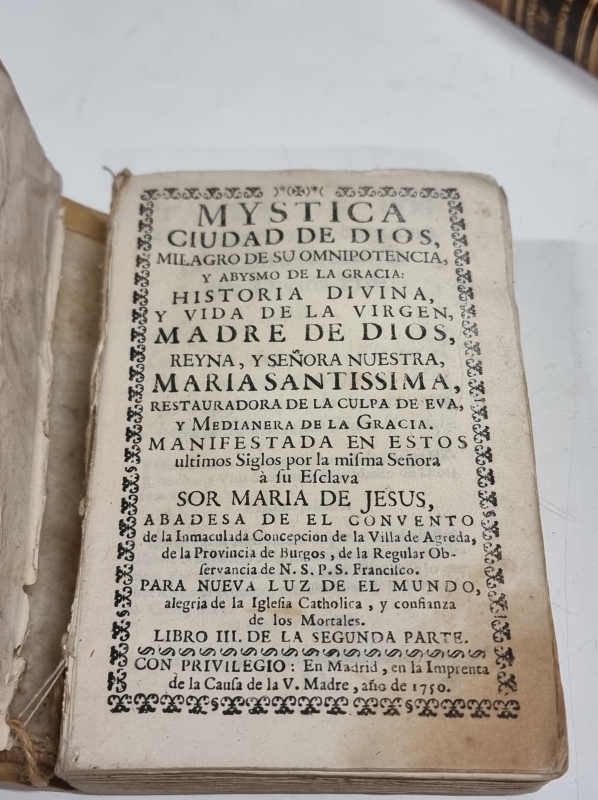 MYSTICA
CIUDAD DE DIOS,
MILAGRO DE SU OMNIPOTENCIA,
Y ABYSMO DE LA GRACIA:
HISTORIA DIVINA,
Y VIDA DE LA VIRGEN,
MADRE DE DIOS,
REYNA, Y SEÑORA NUESTRA,
MARIA SANTISSIMA,
RESTAURADORA DE LA CULPA DE EVA,
Y MEDIANERA DE LA GRACIA.
MANIFESTADA EN ESTOS
ultimos Siglos por la miſma Señora
à ſu Eſclava
SOR MARIA DE JESUS,
ABADESA DE EL CONVENTO
de la Inmaculada Concepcion de la Villa de Agreda,
de la Provincia de Burgos, de la Regular Ob-
ſervancia de N. S. P. S. Franciſco.
PARA NUEVA LUZ DE EL MUNDO,
alegria de la Igleſia Catholica, y confianza
de los Mortales.
LIBRO III. DE LA SEGUNDA PARTE.
CON PRIVILEGIO: En Madrid, en la Imprenta
de la Cauſa de la V. Madre, año de 1750.